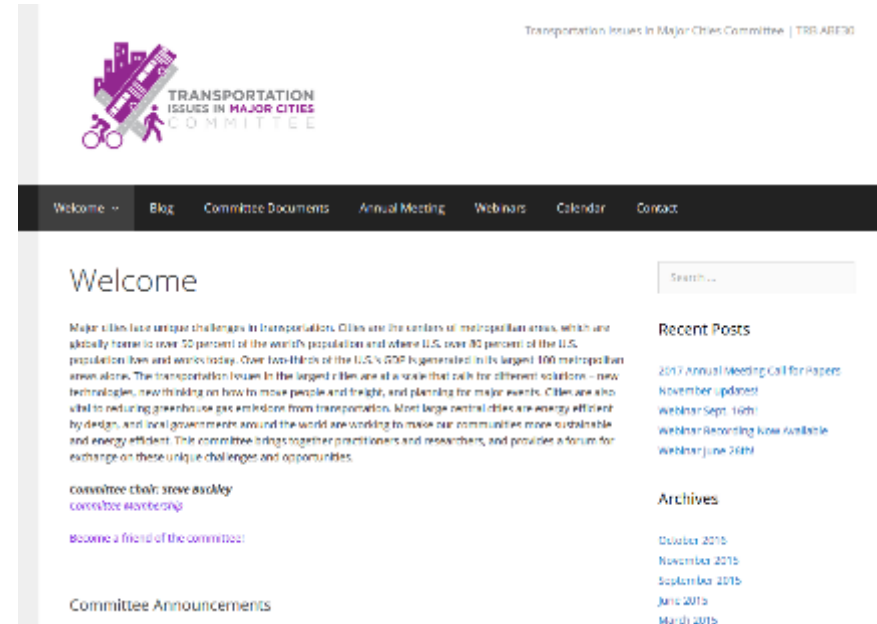 Transportation Issues in Major Cities Committee | TRB ABE30
TRANSPORTATION
ISSUES IN MAJOR CITIES
COMMITTEE
Welcome
Blog
Committee Documents
Annual Meeting
Webinars
Calendar
Contact
Welcome
Major cities face unique challenges in transportation. Cities are the centers of metropolitan areas, which are
globally home to over 50 percent of the world's population and where U.S. over 80 percent of the U.S.
population lives and works today. Over two-thirds of the U.S.'s GDP is generated in its largest 100 metropolitan
areas alone. The transportation issues in the largest cities are at a scale that calls for different solutions – new
technologies, new thinking on how to move people and freight, and planning for major events. Cities are also
vital to reducing greenhouse gas emissions from transportation. Most large central cities are energy efficient
by design, and local governments around the world are working to make our communities more sustainable
and energy efficient. This committee brings together practitioners and researchers, and provides a forum for
exchange on these unique challenges and opportunities.
Committee Chair: Steve Buckley
Committee Membership
Become a friend of the committee!
Committee Announcements
Search ...
Recent Posts
2017 Annual Meeting Call for Papers
November updates!
Webinar Sept. 16th!
Webinar Recording Now Available
Webinar June 26th!
Archives
October 2016
November 2015
September 2015
June 2015
March 2015